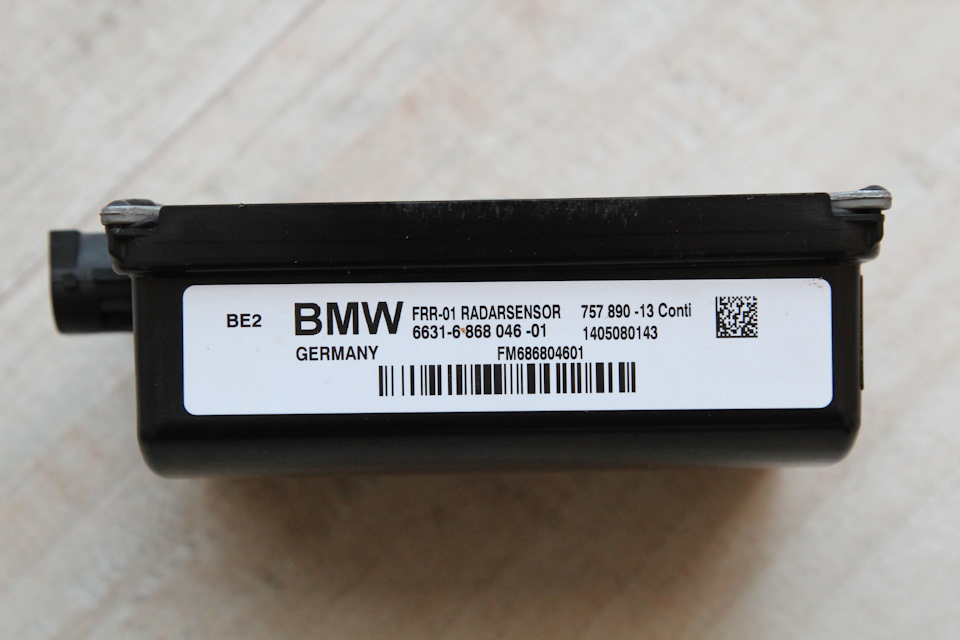 BE2
BMW FRR-01 RADARSENSOR 757 890 -13 Conti
6631-6 868 046 -01 1405080143
GERMANY FM686804601